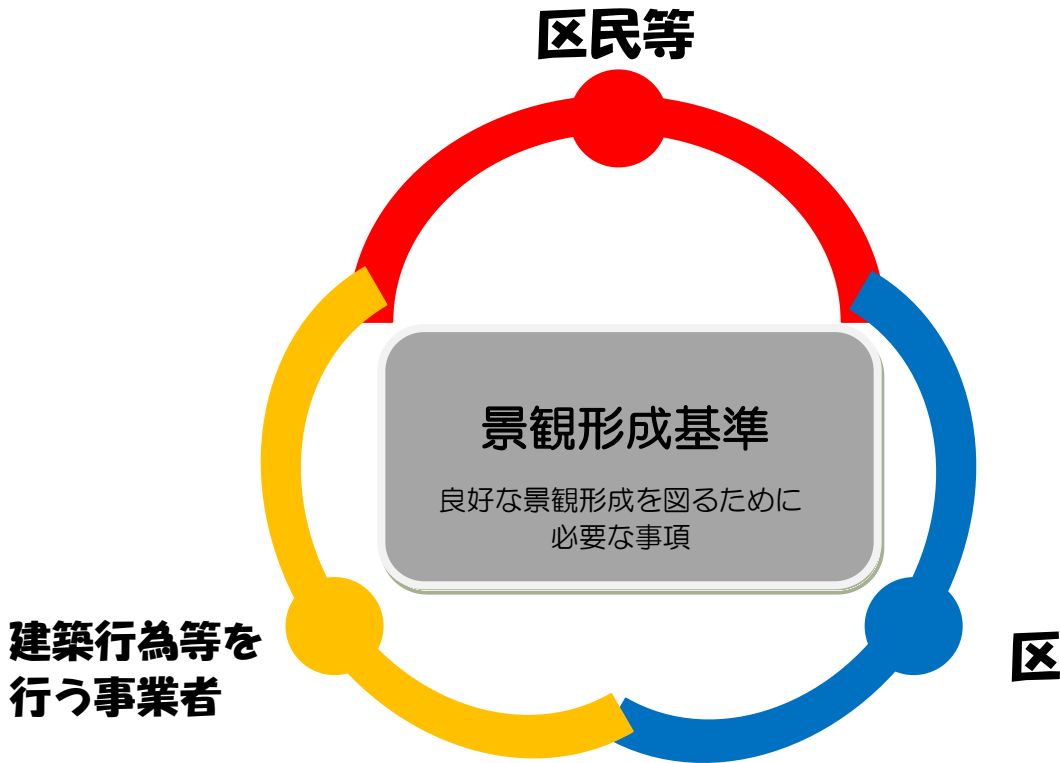 区民等
景観形成基準
良好な景観形成を図るために
必要な事項
建築行為等を
行う事業者
区